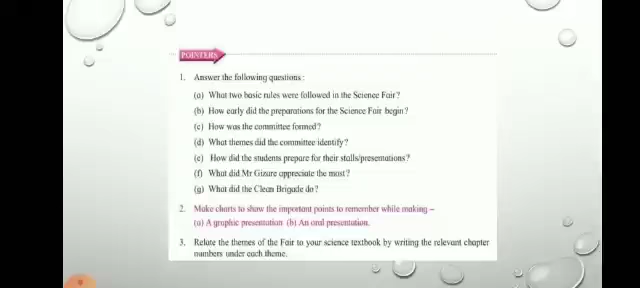 POINTERS
1. Answer the following questions :
(a) What two basic rules were followed in the Science Fair?
(b) How early did the preparations for the Science Fair begin?
(c) How was the committee formed?
(d) What themes did the committee identify?
(e) How did the students prepare for their stalls/presentations?
(f) What did Mr Gizare appreciate the most?
(g) What did the Clean Brigade do?
2. Make charts to show the important points to remember while making –
(a) A graphic presentation (b) An oral presentation.
3. Relate the themes of the Fair to your science textbook by writing the relevant chapter
numbers under each theme.